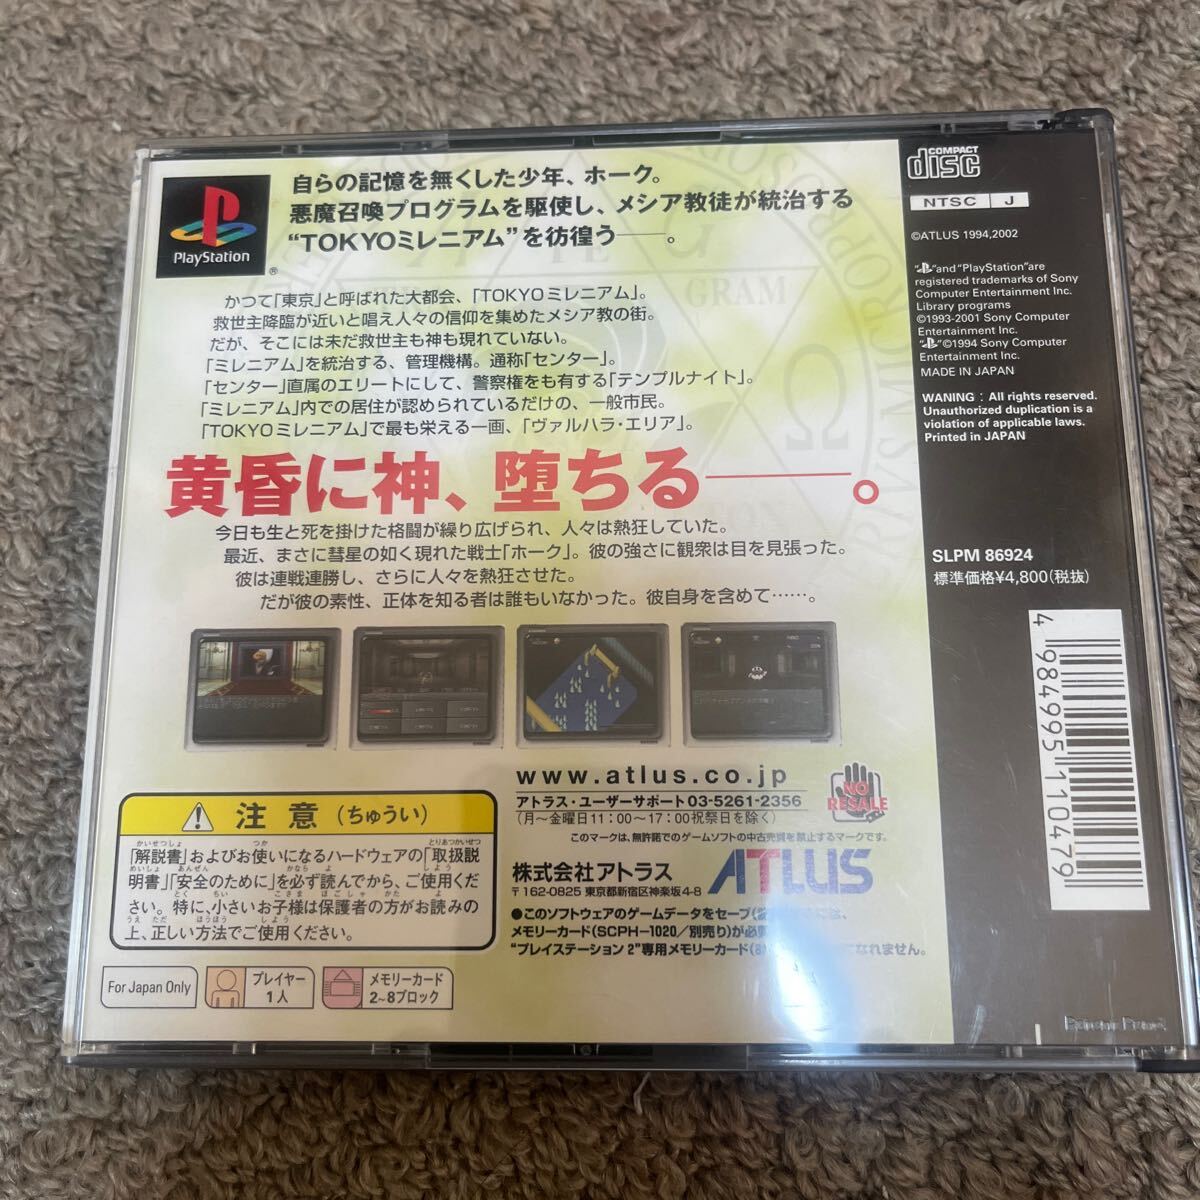 PlayStation
®
自らの記憶を無くした少年、ホーク。
悪魔召喚プログラムを駆使し、メシア教徒が統治する
“TOKYOミレニアム”を彷徨う――。
かつて「東京」と呼ばれた大都会、「TOKYOミレニアム」。
救世主降臨が近いと唱え人々の信仰を集めたメシア教の街。
だが、そこには未だ救世主も神も現れていない。
「ミレニアム」を統治する、管理機構。通称「センター」。
「センター」直属のエリートにして、警察権をも有する「テンプルナイト」。
「ミレニアム」内での居住が認められているだけの、一般市民。
「TOKYOミレニアム」で最も栄える一画、「ヴァルハラ・エリア」。
黄昏に神、堕ちる――。
今日も生と死を掛けた格闘が繰り広げられ、人々は熱狂していた。
最近、まさに彗星の如く現れた戦士「ホーク」。彼の強さに観衆は目を見張った。
彼は連戦連勝し、さらに人々を熱狂させた。
だが彼の素性、正体を知る者は誰もいなかった。彼自身を含めて……。
www.atlus.co.jp
アトラス・ユーザーサポート03-5261-2356
(月〜金曜日11：00〜17：00祝祭日を除く)
NO
RESALE
このマークは、無許諾でのゲームソフトの中古売買を禁止するマークです。
株式会社アトラス
〒162-0825 東京都新宿区神楽坂4-8
ATLUS
●このソフトウェアのゲームデータをセーブ
メモリーカード(SCPH-1020／別売り)が必
“プレイステーション 2”専用メモリーカード
になれません。
注意(ちゅうい)
「解説書」およびお使いになるハードウェアの「取扱説
明書」「安全のために」を必ず読んでから、ご使用くだ
さい。特に、小さいお子様は保護者の方がお読みの
上、正しい方法でご使用ください。
For Japan Only
プレイヤー
1人
メモリーカード
2~8ブロック
COMPACT
disc
NTSC J
©ATLUS 1994,2002
"PS"and "PlayStation"are
registered trademarks of Sony
Computer Entertainment Inc.
Library programs
©1993-2001 Sony Computer
Entertainment Inc.
"PS"©1994 Sony Computer
Entertainment Inc.
MADE IN JAPAN
WANING : All rights reserved.
Unauthorized duplication is a
violation of applicable laws.
Printed in JAPAN
SLPM 86924
標準価格¥4,800(税抜)
4 984995 110479